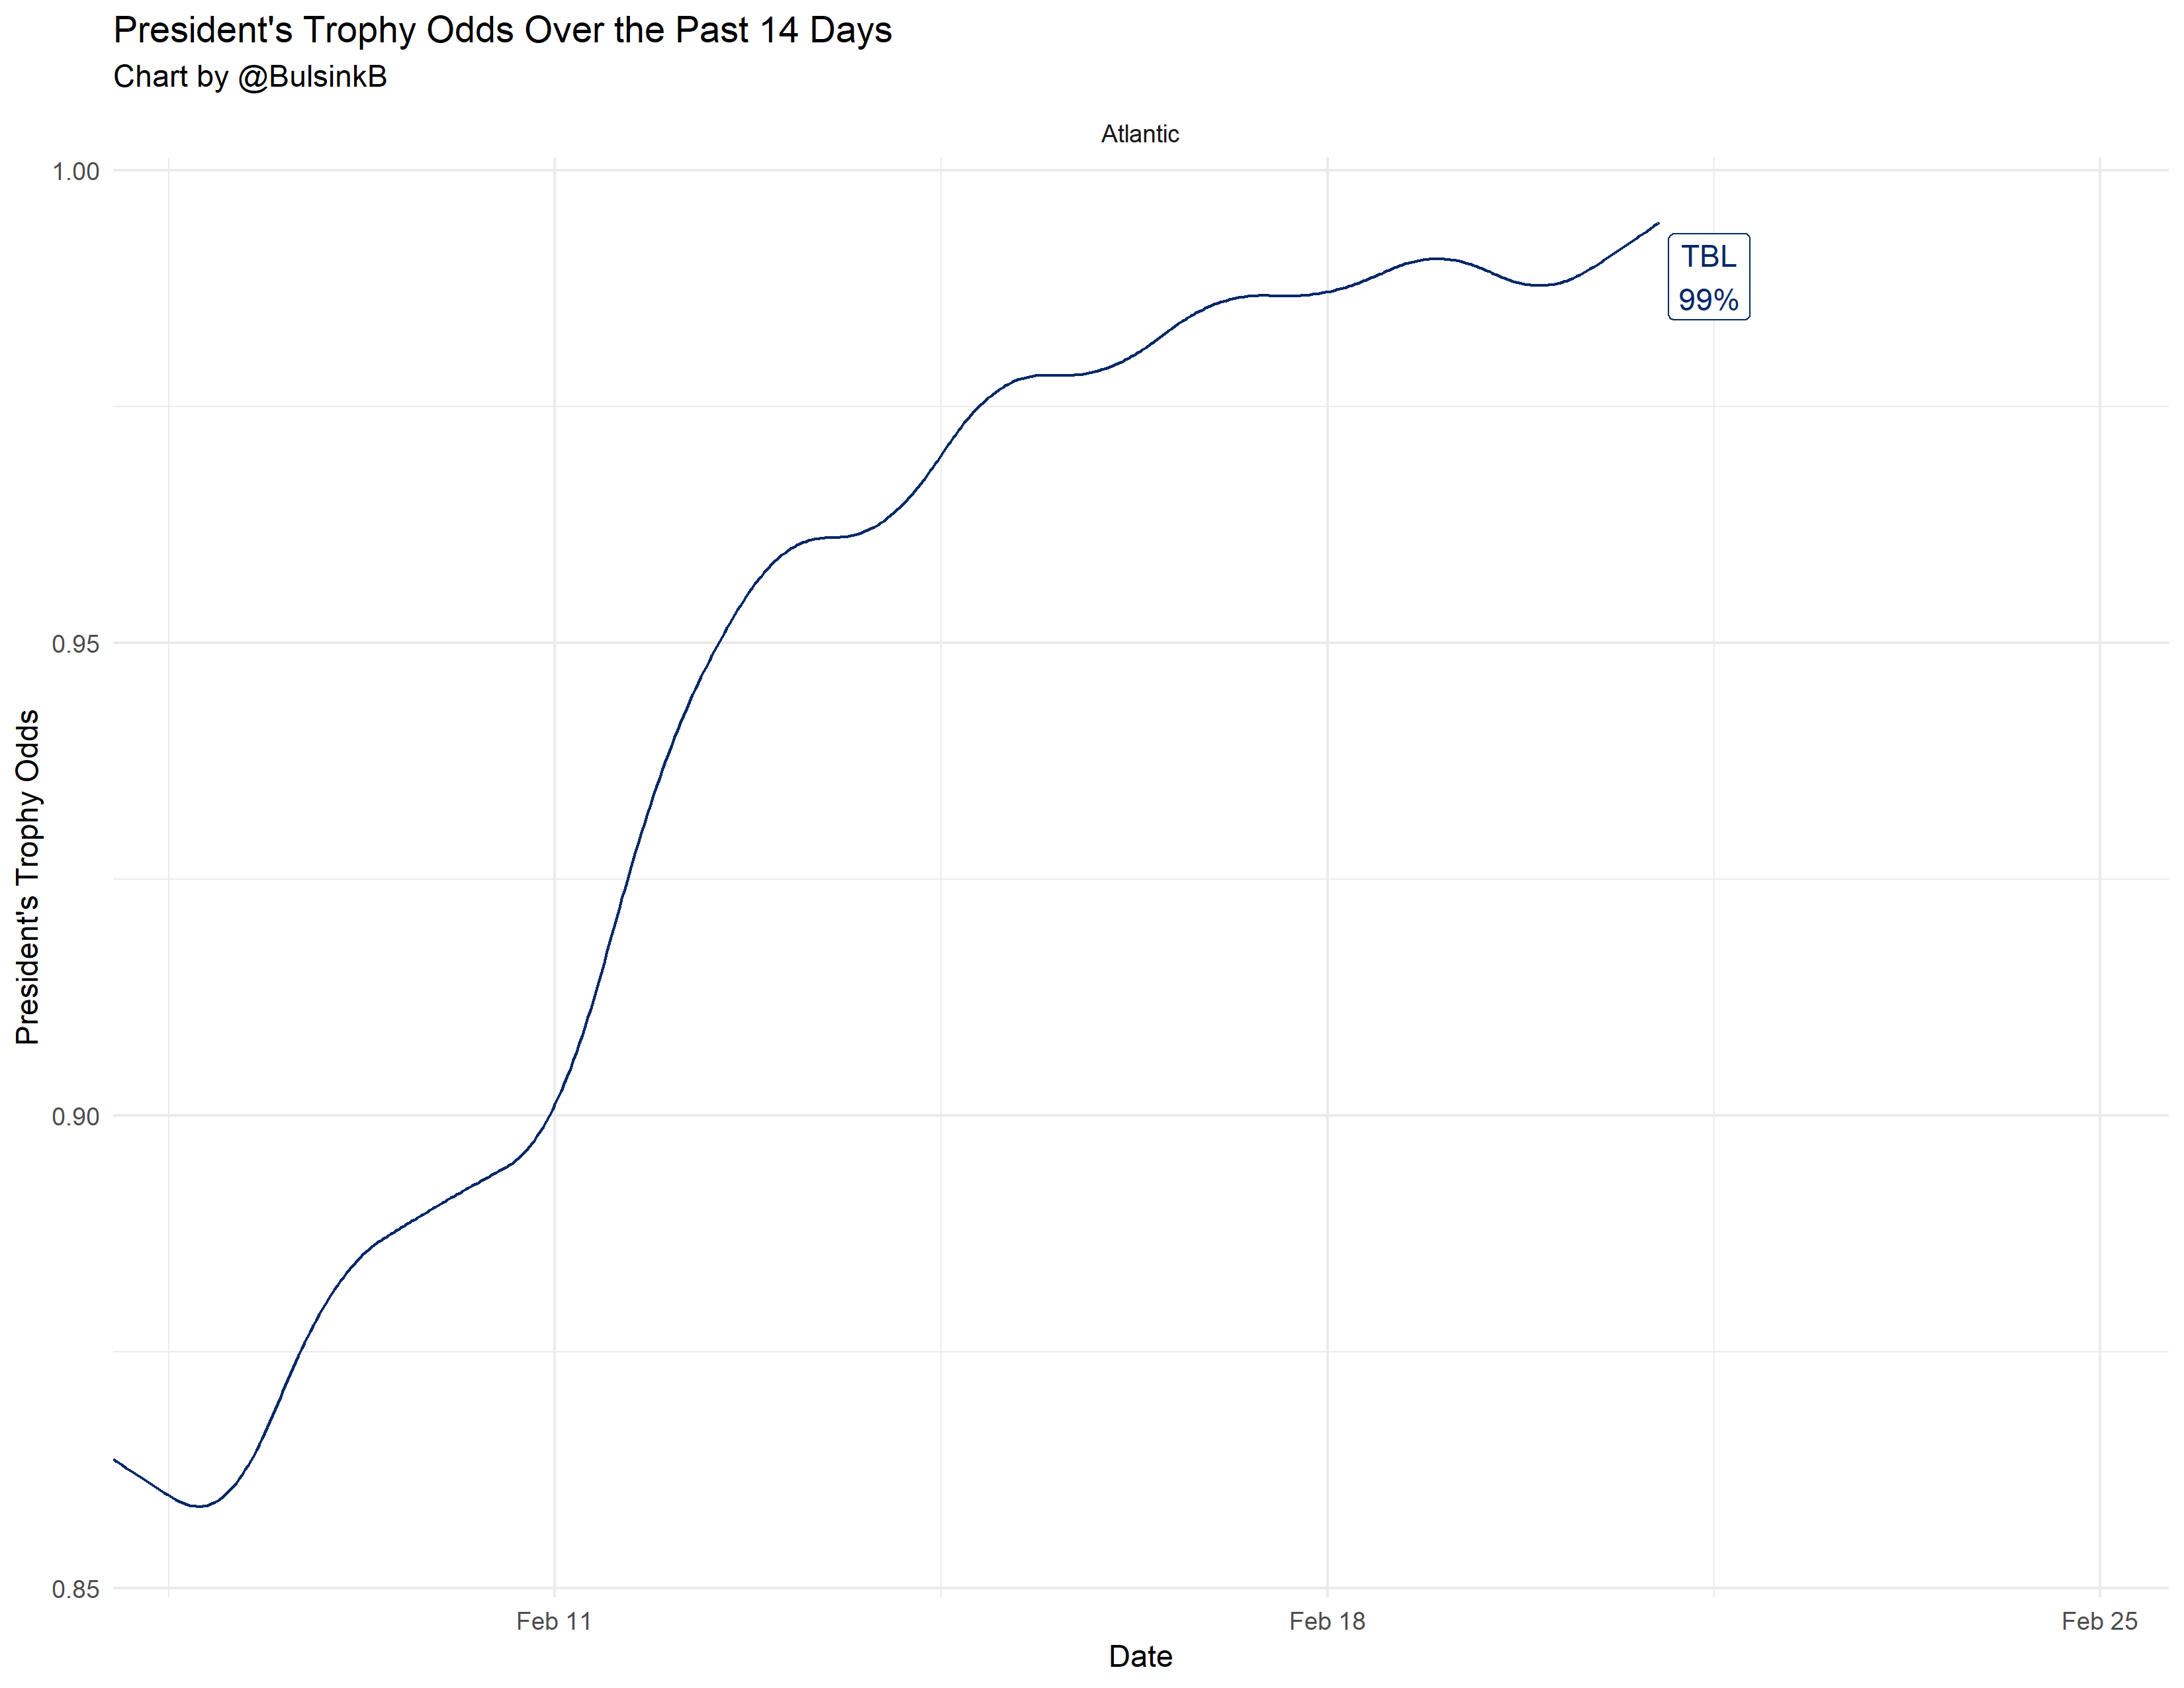 President's Trophy Odds Over the Past 14 Days
Chart by @BulsinkB
Atlantic
1.00
TBL
99%
0.95
President's Trophy Odds
0.90
0.85
Feb 11
Feb 18
Feb 25
Date